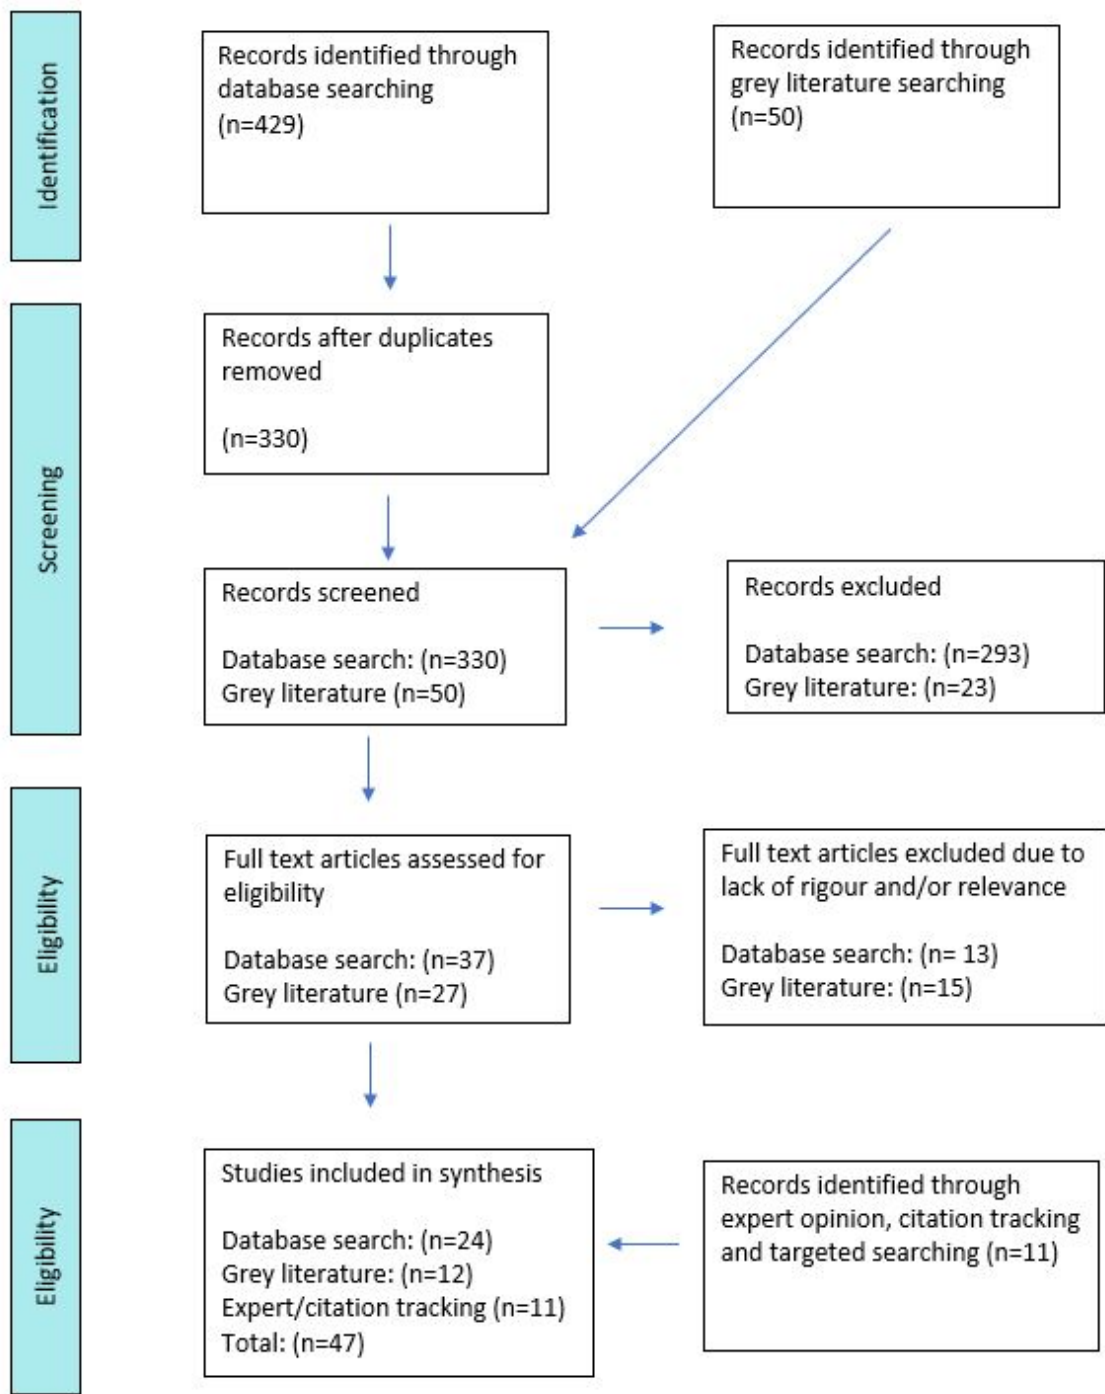 Identification
Records identified through
database searching
(n=429)
Records identified through
grey literature searching
(n=50)
Screening
Records after duplicates
removed
(n=330)
Records screened
Database search: (n=330)
Grey literature (n=50)
Records excluded
Database search: (n=293)
Grey literature: (n=23)
Eligibility
Full text articles assessed for
eligibility
Database search: (n=37)
Grey literature (n=27)
Full text articles excluded due to
lack of rigour and/or relevance
Database search: (n= 13)
Grey literature: (n=15)
Eligibility
Studies included in synthesis
Database search: (n=24)
Grey literature: (n=12)
Expert/citation tracking (n=11)
Total: (n=47)
Records identified through
expert opinion, citation tracking
and targeted searching (n=11)